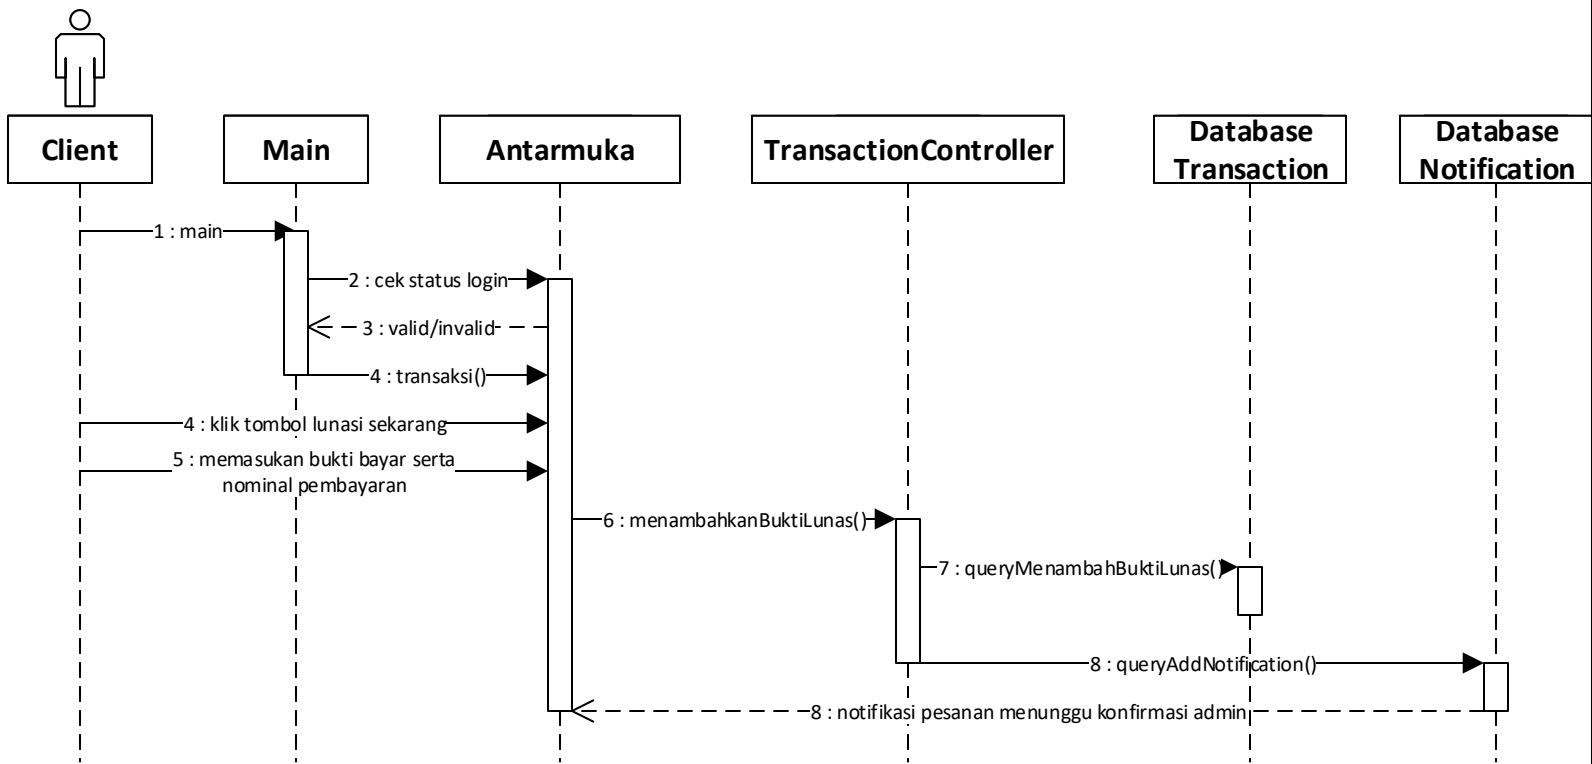 Client
Main
Antarmuka
TransactionController
Database
Transaction
Database
Notification
1 : main
2 : cek status login
3 : valid/invalid
4 : transaksi()
4 : klik tombol lunasi sekarang
5 : memasukan bukti bayar serta
nominal pembayaran
6 : menambahkanBuktiLunas()
7 : queryMenambahBuktiLunas()
8 : queryAddNotification()
8 : notifikasi pesanan menunggu konfirmasi admin